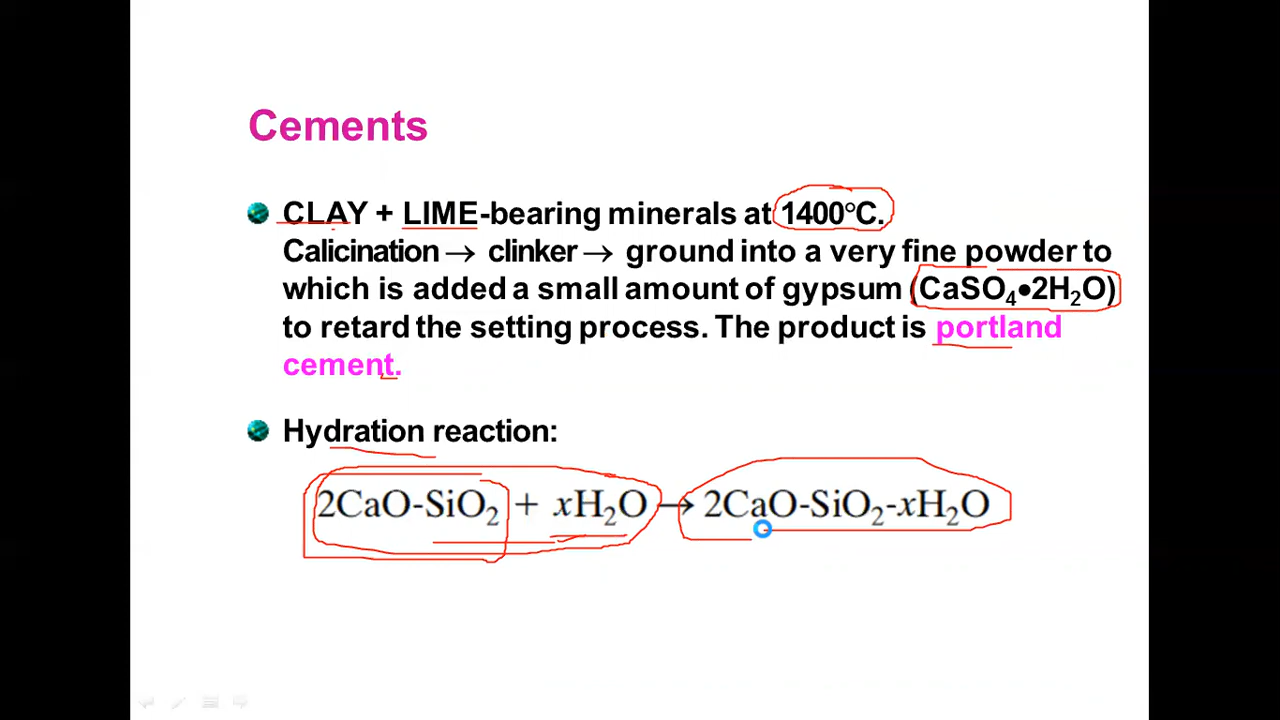 Cements
CLAY + LIME-bearing minerals at 1400°C.
Calicination → clinker → ground into a very fine powder to
which is added a small amount of gypsum (CaSO₄•2H₂O)
to retard the setting process. The product is portland
cement.
Hydration reaction:
2CaO-SiO₂ + xH₂O → 2CaO-SiO₂-xH₂O